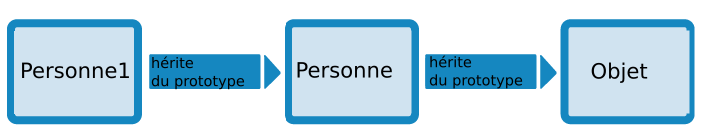 Personne1
hérite
du prototype
Personne
hérite
du prototype
Objet